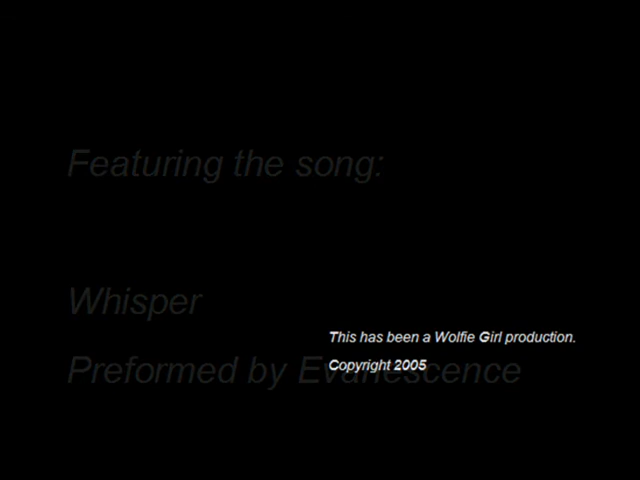 Featuring the song:
Whisper
This has been a Wolfie Girl production.
Preformed by Evanescence
Copyright 2005